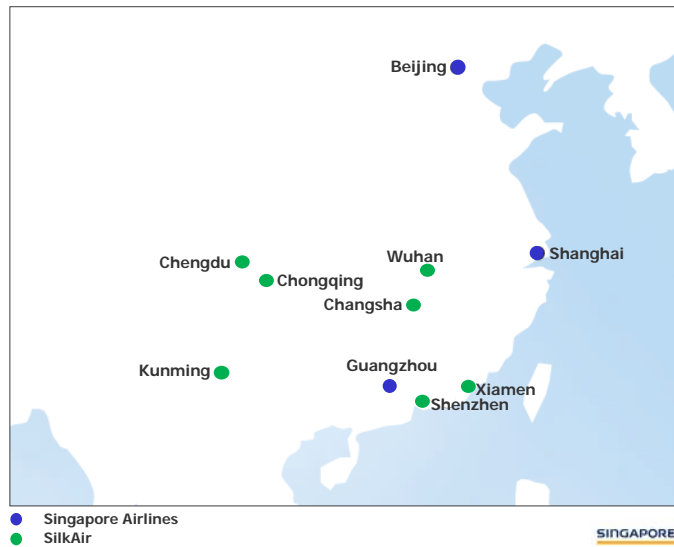 Beijing
Shanghai
Wuhan
Chengdu
Chongqing
Changsha
Guangzhou
Kunming
Xiamen
Shenzhen
Singapore Airlines
SilkAir
SINGAPORE